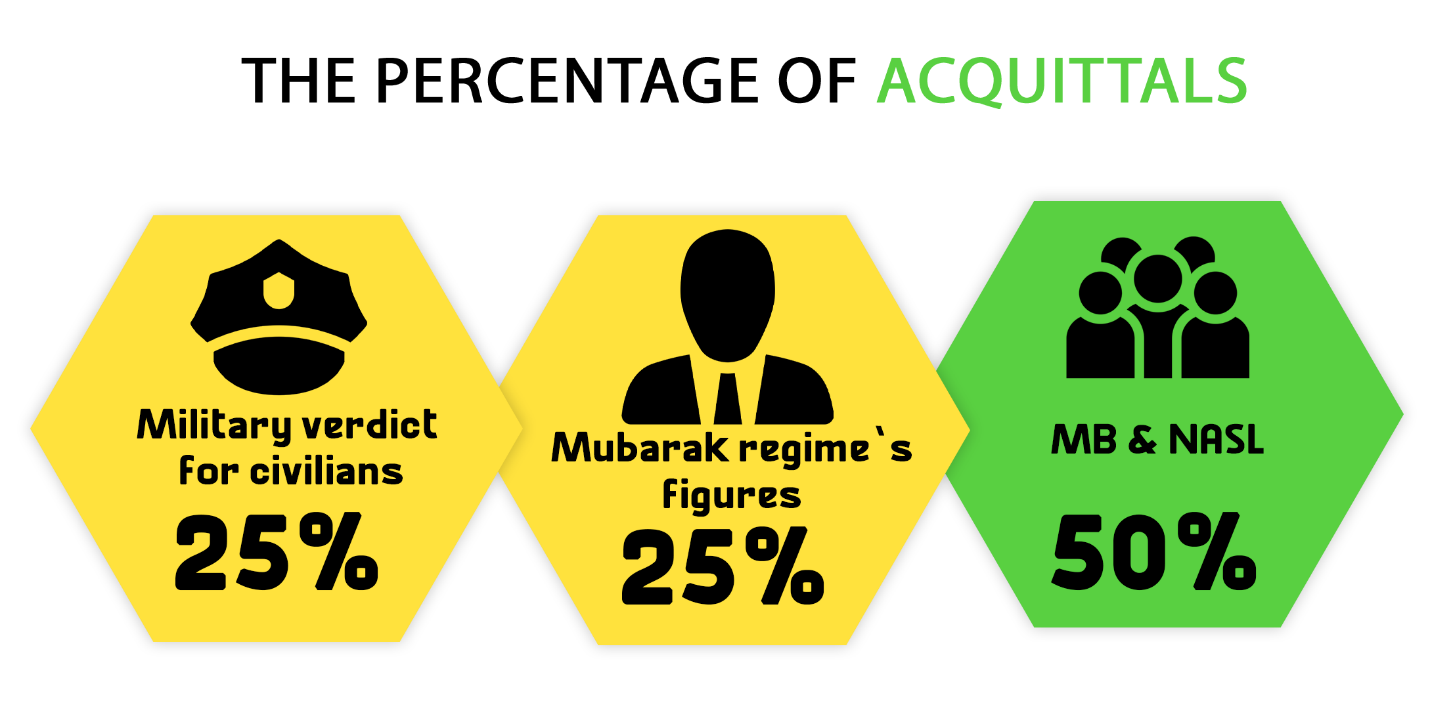 THE PERCENTAGE OF ACQUITTALS
Military verdict
for civilians
25%
Mubarak regime`s
figures
25%
MB & NASL
50%